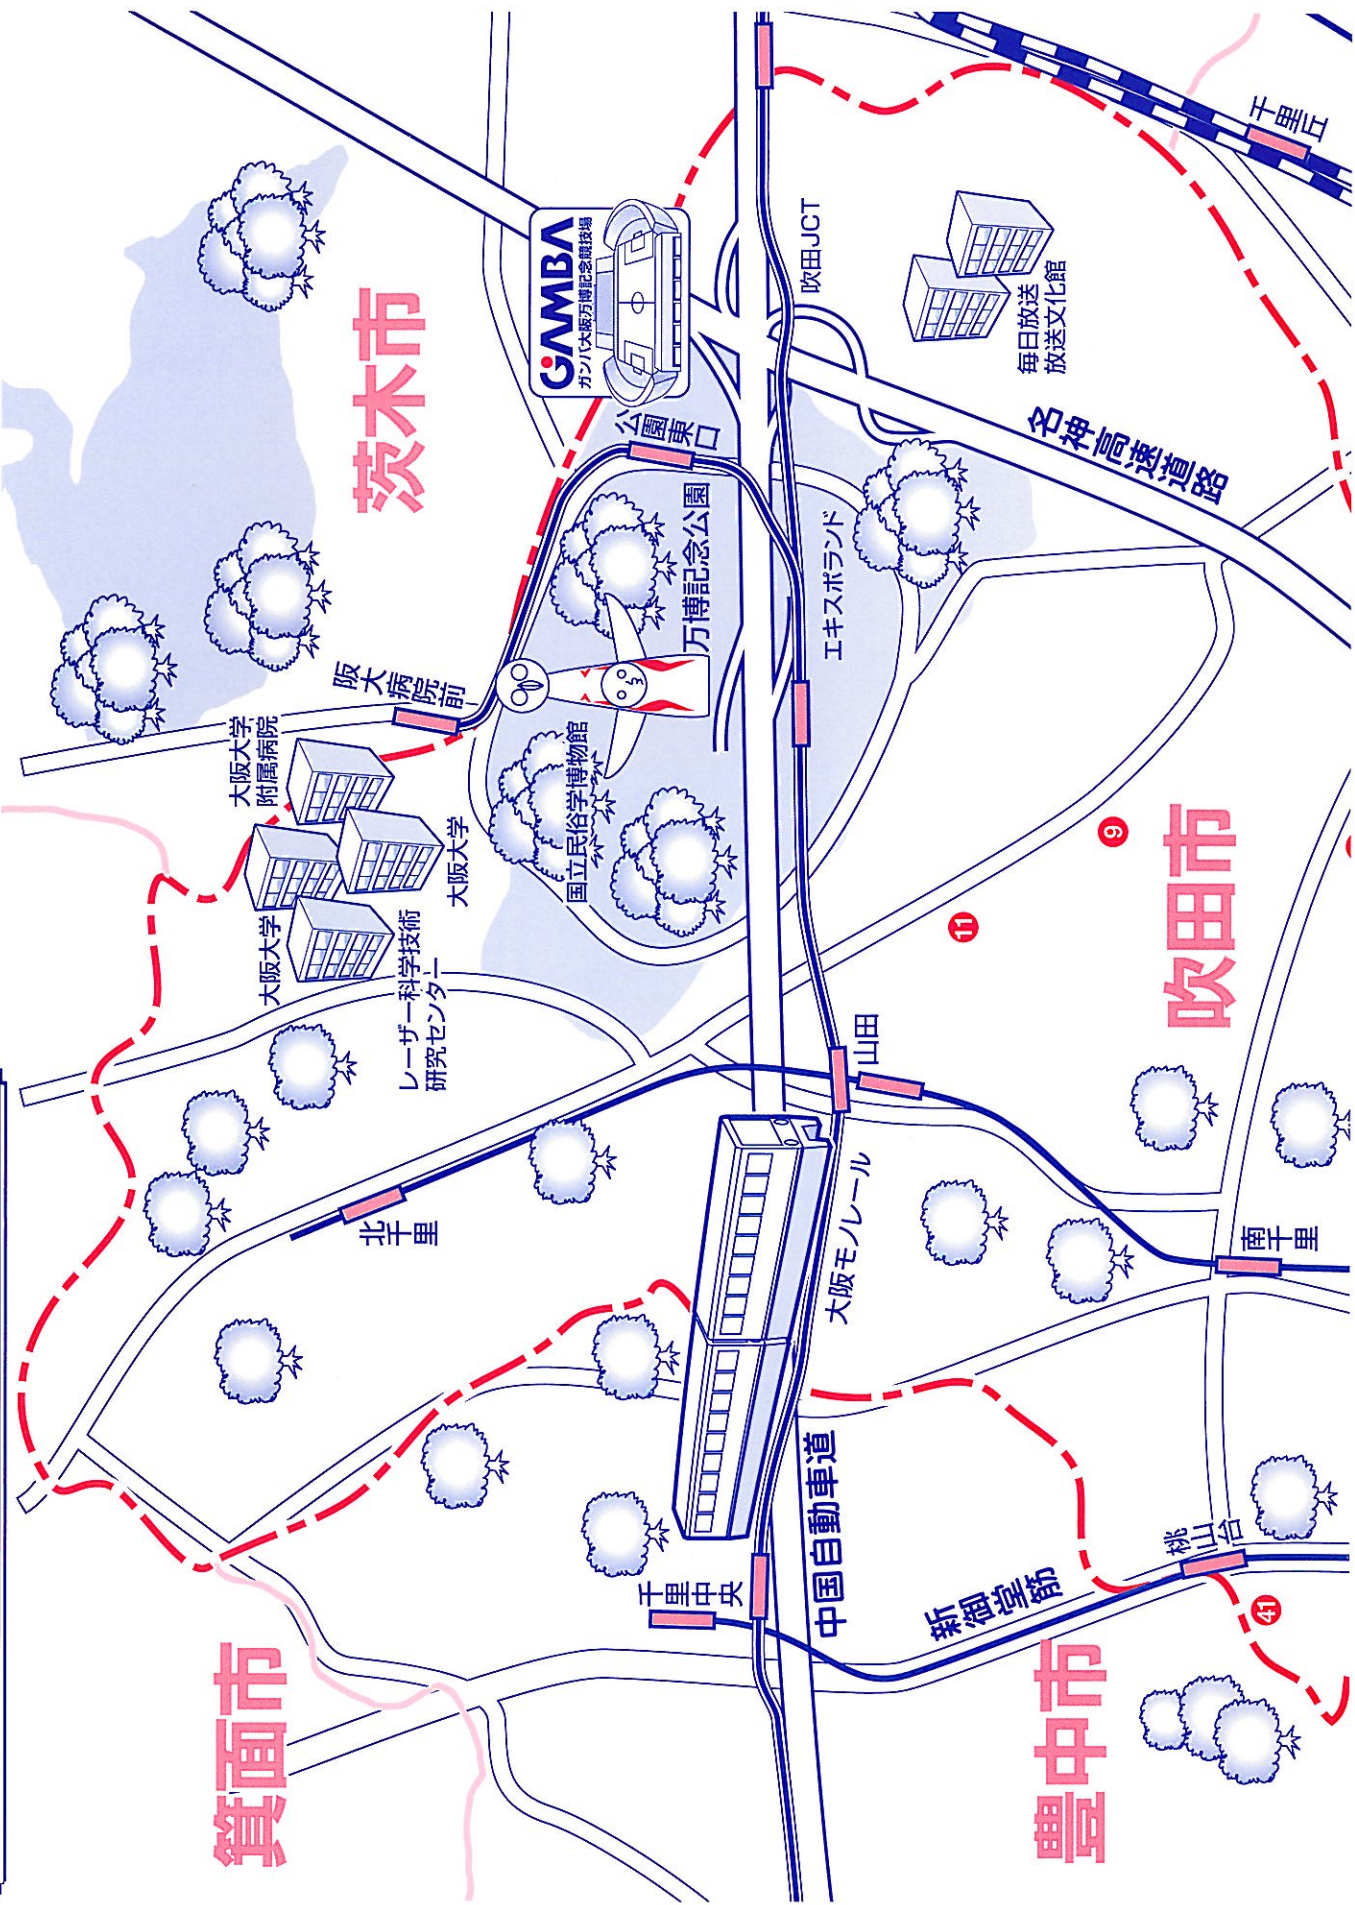 箕面市
茨木市
豊中市
吹田市
阪大病院前
大阪大学
附属病院
大阪大学
大阪大学
レーザー科学技術
研究センター
北千里
国立民俗学博物館
GAMBA
ガンバ大阪万博記念競技場
公園東口
万博記念公園
千里中央
大阪モノレール
山田
エキスポランド
吹田JCT
中国自動車道
新御堂筋
毎日放送
放送文化館
名神高速道路
千里丘
桃山台
南千里
11
9
41